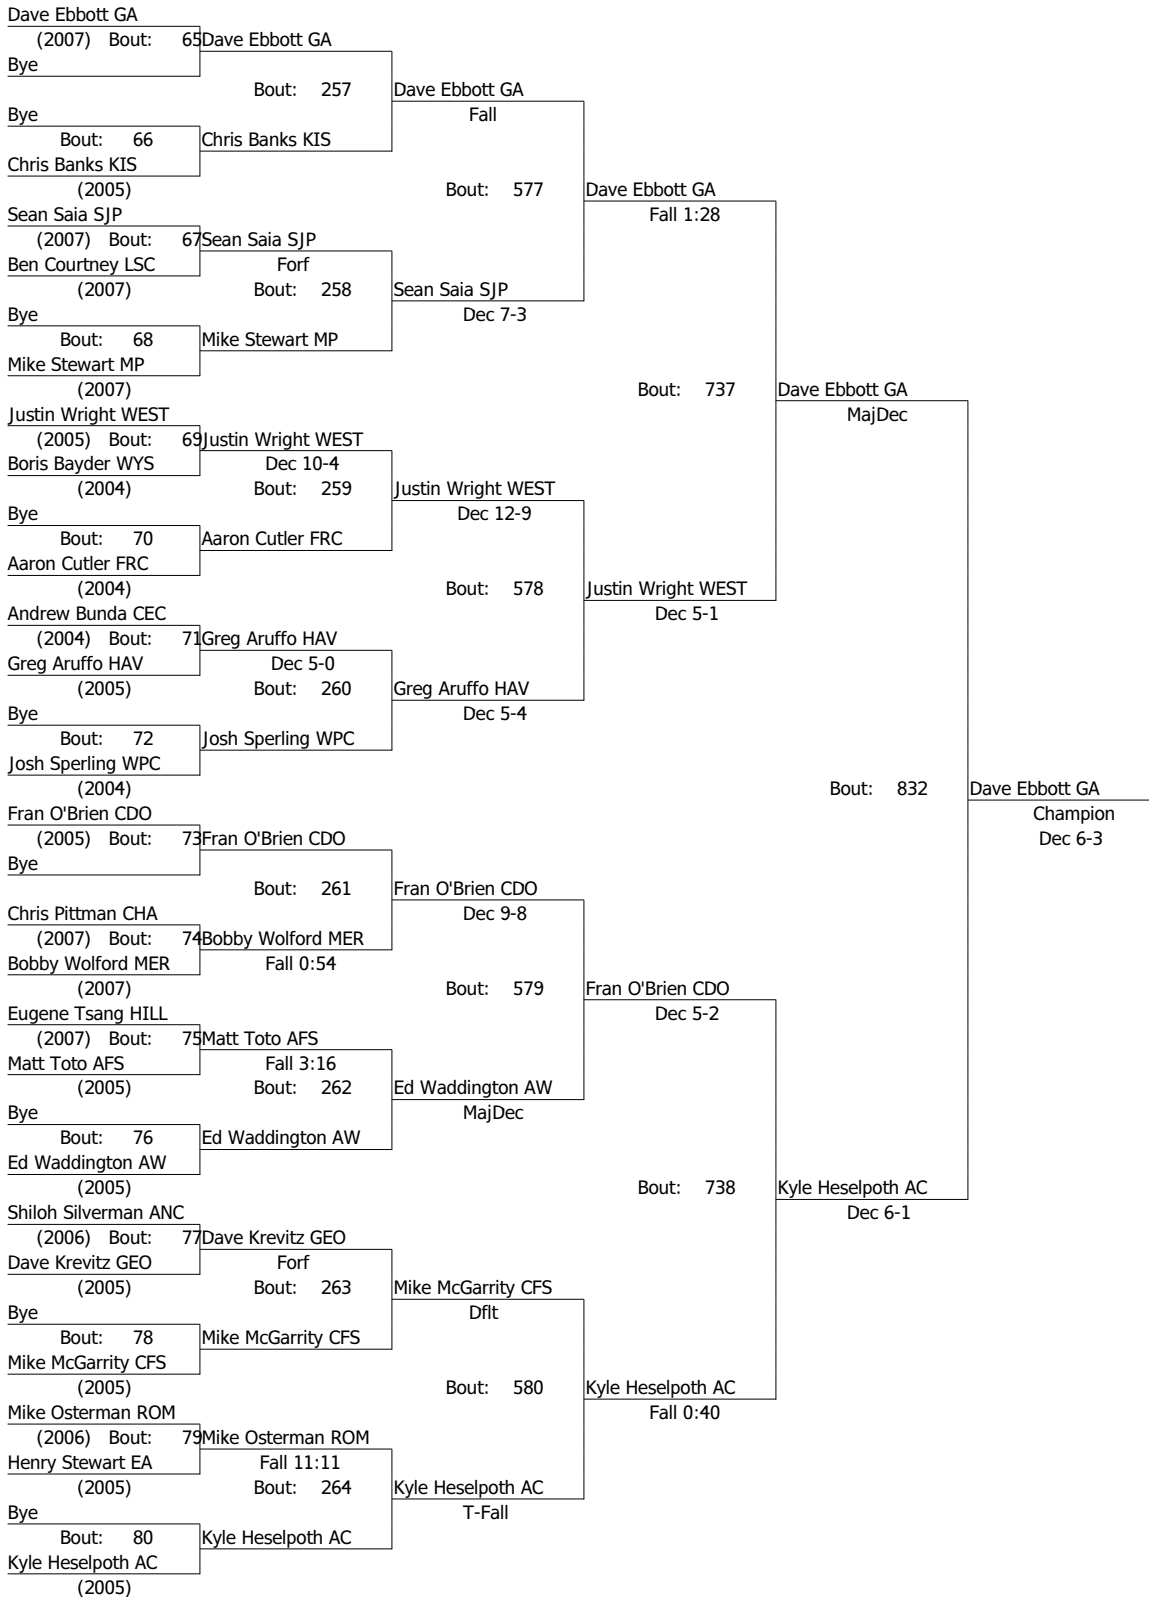 Dave Ebbott GA
(2007) Bout: 65 Dave Ebbott GA
Bye
Bout: 257 Dave Ebbott GA
Bye Fall
Bout: 66 Chris Banks KIS
Chris Banks KIS
(2005) Bout: 577 Dave Ebbott GA
Sean Saia SJP Fall 1:28
(2007) Bout: 67 Sean Saia SJP
Ben Courtney LSC Forf
(2007) Bout: 258 Sean Saia SJP
Bye Dec 7-3
Bout: 68 Mike Stewart MP
Mike Stewart MP
(2007) Bout: 737 Dave Ebbott GA
Justin Wright WEST MajDec
(2005) Bout: 69 Justin Wright WEST
Boris Bayder WYS Dec 10-4
(2004) Bout: 259 Justin Wright WEST
Bye Dec 12-9
Bout: 70 Aaron Cutler FRC
Aaron Cutler FRC
(2004) Bout: 578 Justin Wright WEST
Andrew Bunda CEC Dec 5-1
(2004) Bout: 71 Greg Aruffo HAV
Greg Aruffo HAV Dec 5-0
(2005) Bout: 260 Greg Aruffo HAV
Bye Dec 5-4
Bout: 72 Josh Sperling WPC
Josh Sperling WPC
(2004) Bout: 832 Dave Ebbott GA
Fran O'Brien CDO Champion
(2005) Bout: 73 Fran O'Brien CDO Dec 6-3
Bye
Bout: 261 Fran O'Brien CDO
Chris Pittman CHA Dec 9-8
(2007) Bout: 74 Bobby Wolford MER
Bobby Wolford MER Fall 0:54
(2007) Bout: 579 Fran O'Brien CDO
Eugene Tsang HILL Dec 5-2
(2007) Bout: 75 Matt Toto AFS
Matt Toto AFS Fall 3:16
(2005) Bout: 262 Ed Waddington AW
Bye MajDec
Bout: 76 Ed Waddington AW
Ed Waddington AW
(2005) Bout: 738 Kyle Heselpoth AC
Shiloh Silverman ANC Dec 6-1
(2006) Bout: 77 Dave Krevitz GEO
Dave Krevitz GEO Forf
(2005) Bout: 263 Mike McGarrity CFS
Bye Dflt
Bout: 78 Mike McGarrity CFS
Mike McGarrity CFS
(2005) Bout: 580 Kyle Heselpoth AC
Mike Osterman ROM Fall 0:40
(2006) Bout: 79 Mike Osterman ROM
Henry Stewart EA Fall 11:11
(2005) Bout: 264 Kyle Heselpoth AC
Bye T-Fall
Bout: 80 Kyle Heselpoth AC
Kyle Heselpoth AC
(2005)